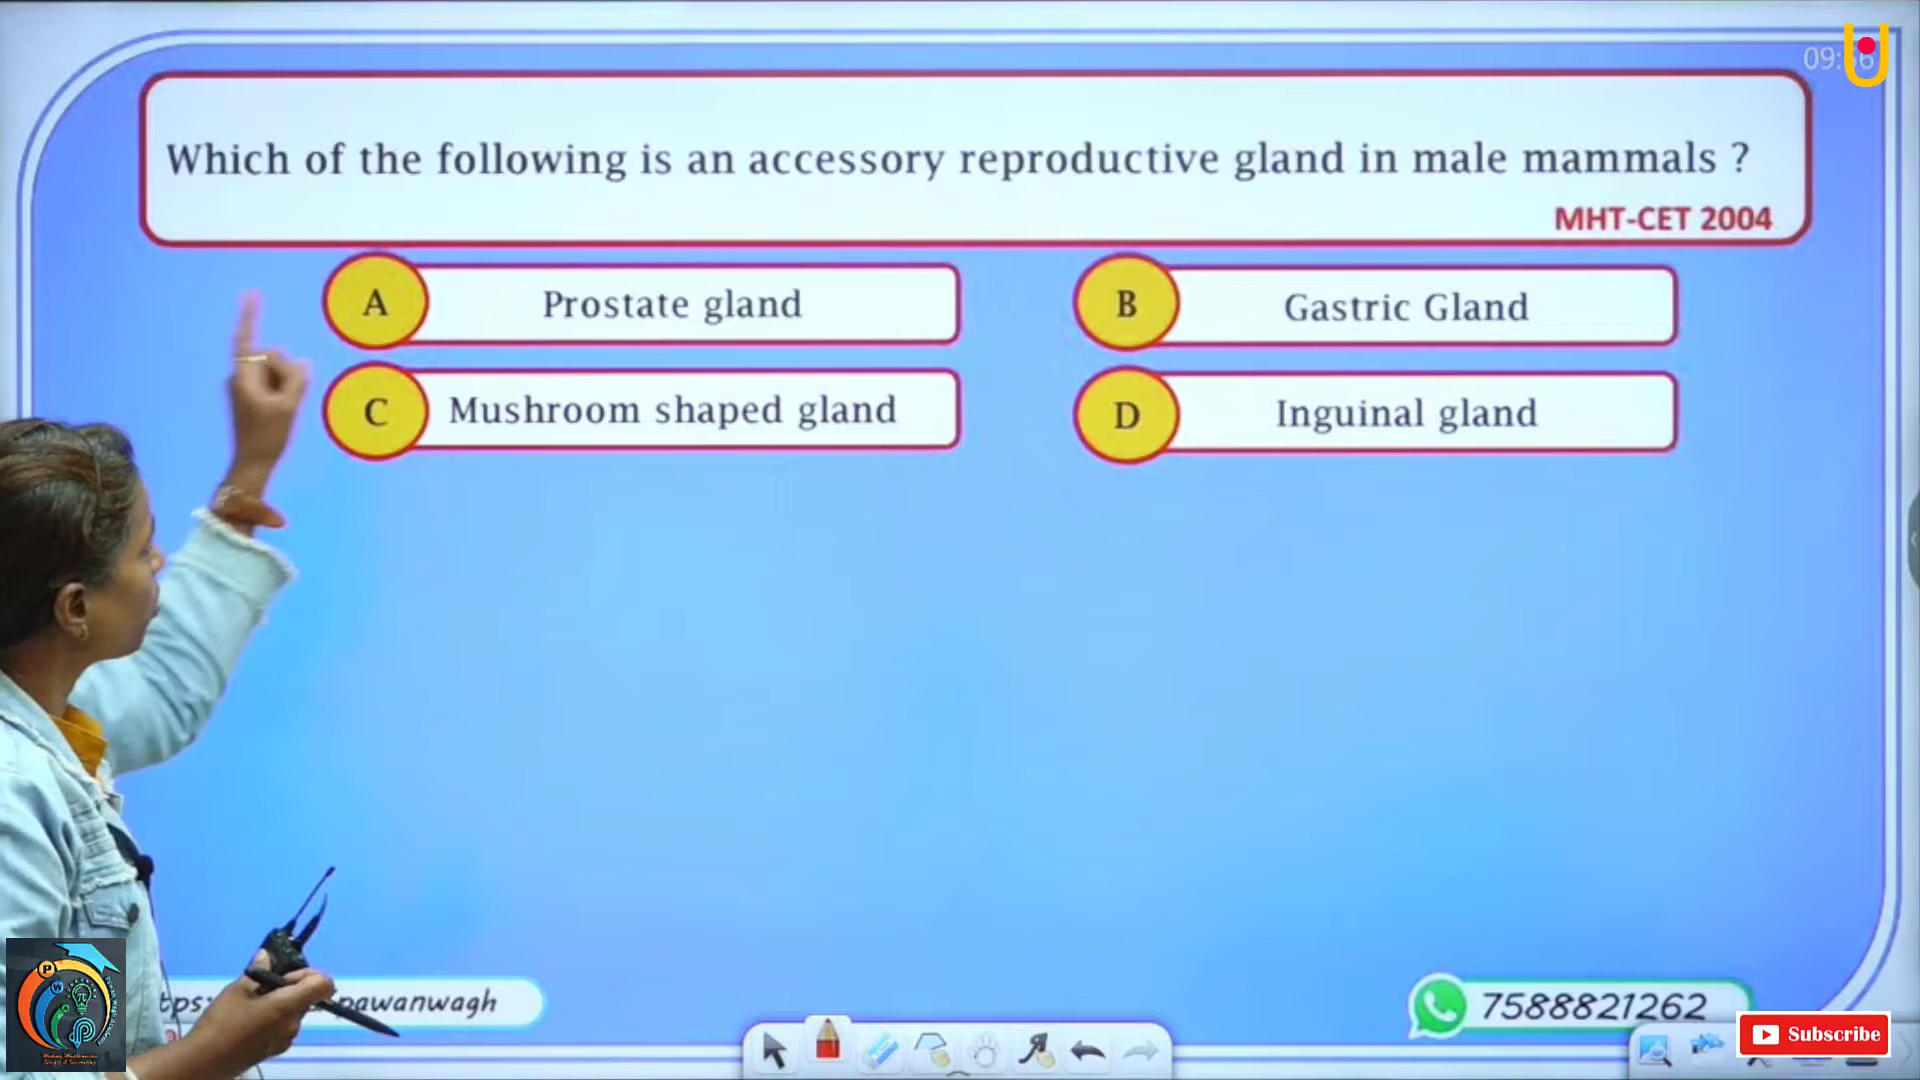 Which of the following is an accessory reproductive gland in male mammals ?
MHT-CET 2004
A Prostate gland
B Gastric Gland
C Mushroom shaped gland
D Inguinal gland
pawanwagh
7588821262
Subscribe